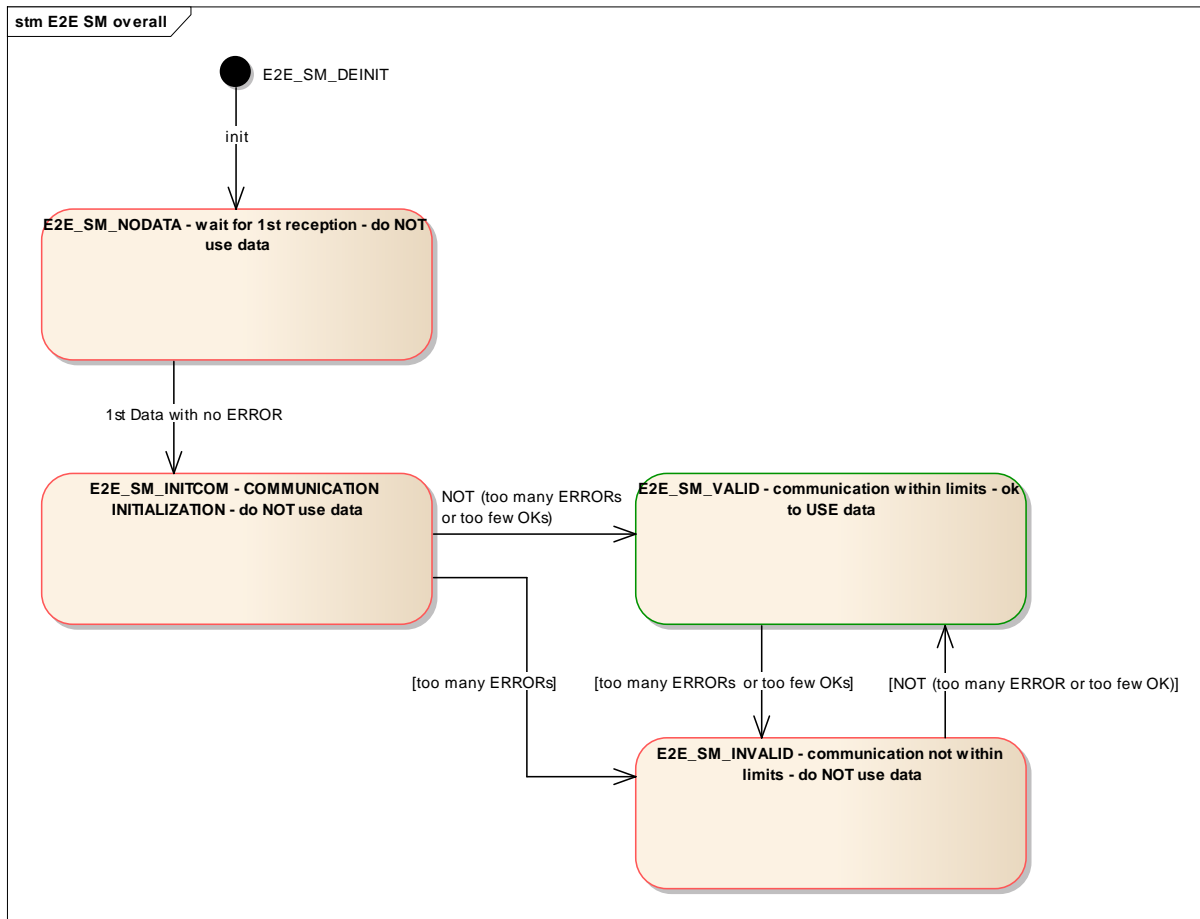 stm E2E SM overall
E2E_SM_DEINIT
init
E2E_SM_NODATA - wait for 1st reception - do NOT
use data
1st Data with no ERROR
E2E_SM_INITCOM - COMMUNICATION
INITIALIZATION - do NOT use data
NOT (too many ERRORs
or too few OKs)
E2E_SM_VALID - communication within limits - ok
to USE data
[too many ERRORs]
[too many ERRORs or too few OKs]
[NOT (too many ERROR or too few OK)]
E2E_SM_INVALID - communication not within
limits - do NOT use data